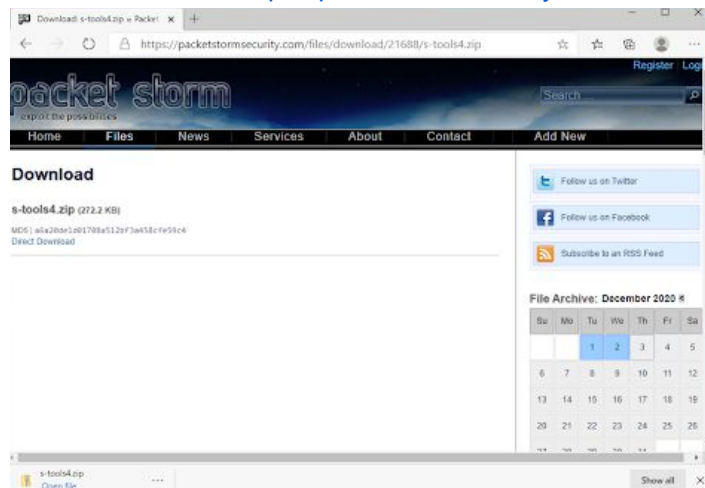 Download: s-tools4.zip ≈ Packet
https://packetstormsecurity.com/files/download/21688/s-tools4.zip
Register Logi
packet storm
exploit the possibilities
Search ...
Home Files News Services About Contact Add New
Download
s-tools4.zip (272.2 KB)
MD5 |
Direct Download
Follow us on Twitter
Follow us on Facebook
Subscribe to an RSS Feed
File Archive: December 2020
Su Mo Tu We Th Fr Sa
1 2 3 4 5
6 7 8 9 10 11 12
13 14 15 16 17 18 19
20 21 22 23 24 25 26
s-tools4.zip
Open file
...
Show all